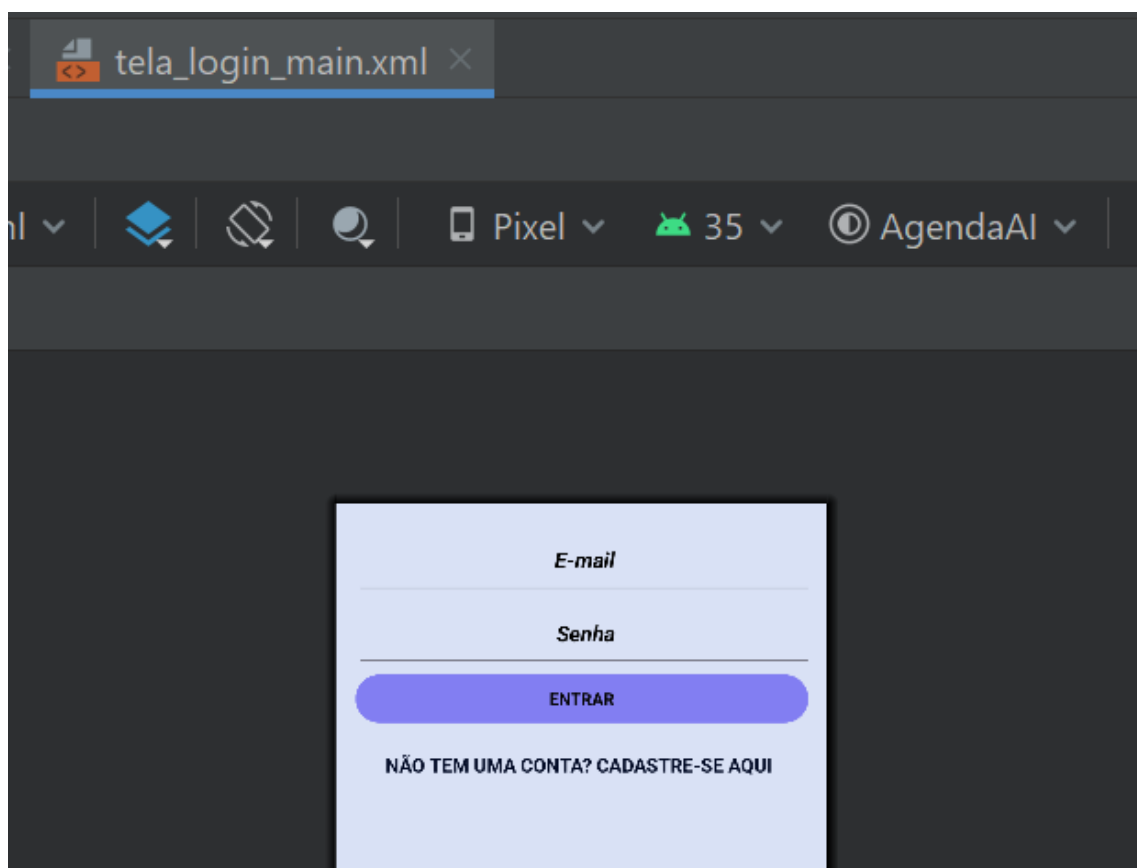 tela_login_main.xml
Pixel 35 AgendaAI
E-mail
Senha
ENTRAR
NÃO TEM UMA CONTA? CADASTRE-SE AQUI